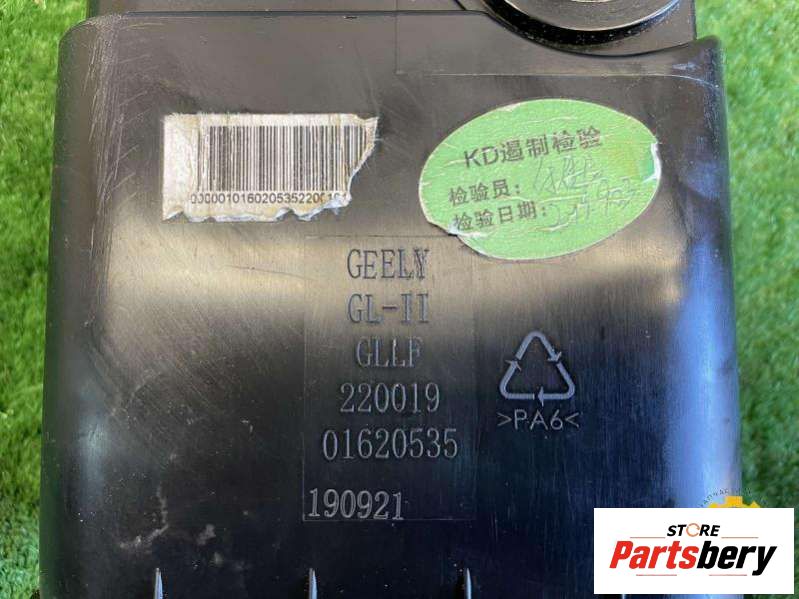 KD遏制检验
检验员:
检验日期:
GEELY
GL-II
GLLF
220019
01620535
190921
>PA6<
STORE
Partsbery